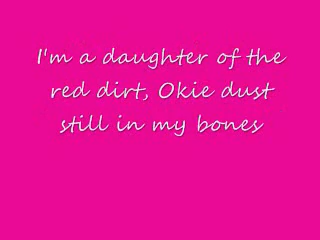 I'm a daughter of the
red dirt, Okie dust
still in my bones